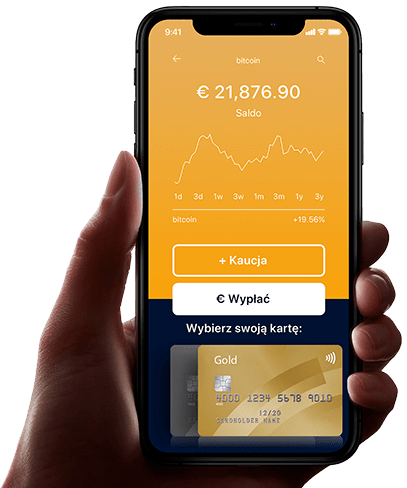 9:41
bitcoin
€ 21,876.90
Saldo
1d 3d 1w 3w 1m 3m 1y 3y
bitcoin +19.56%
+ Kaucja
€ Wypłać
Wybierz swoją kartę:
Gold
4000 1234 5678 9010
12/20
CARDHOLDER NAME